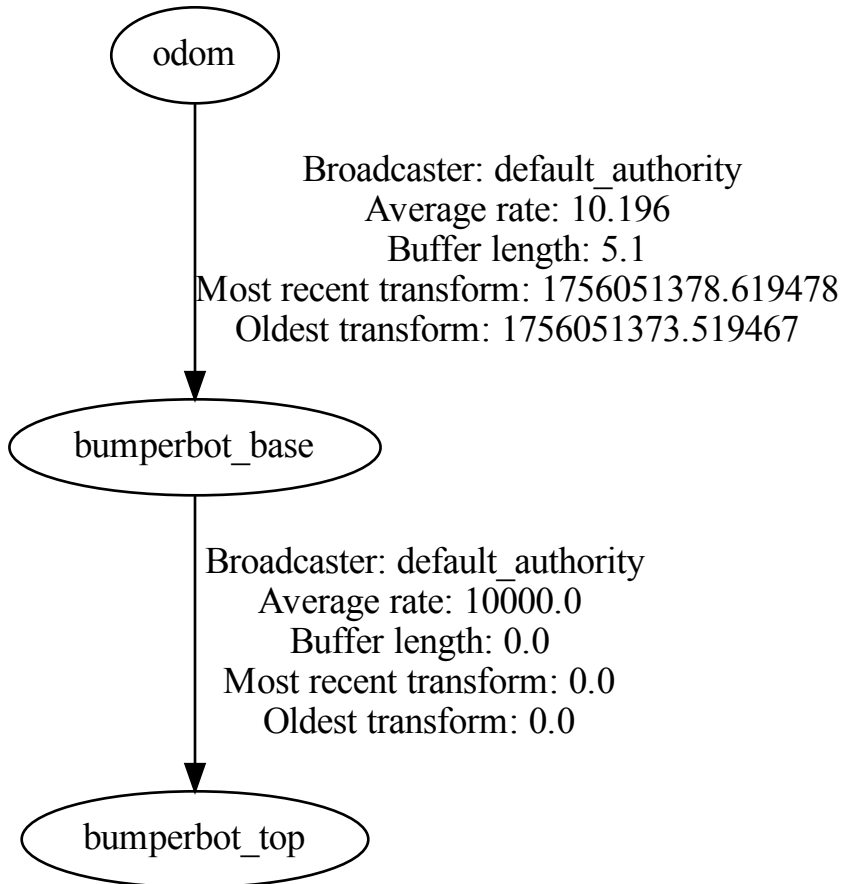 odom
Broadcaster: default_authority
Average rate: 10.196
Buffer length: 5.1
Most recent transform: 1756051378.619478
Oldest transform: 1756051373.519467
bumperbot_base
Broadcaster: default_authority
Average rate: 10000.0
Buffer length: 0.0
Most recent transform: 0.0
Oldest transform: 0.0
bumperbot_top